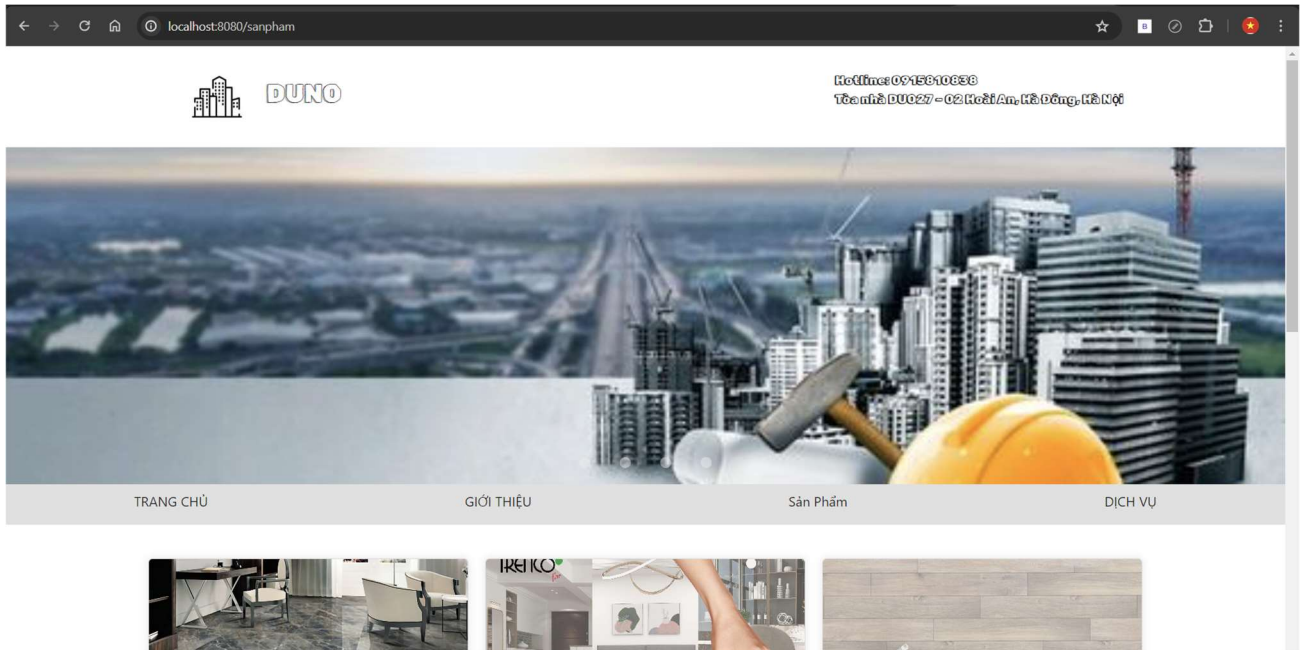 localhost:8080/sanpham
DUNO
Hotline: 0915810838
Tòa nhà DU027 - 02 Hoài An, Hà Đông, Hà Nội
TRANG CHỦ
GIỚI THIỆU
Sản Phẩm
DỊCH VỤ
TRENCO